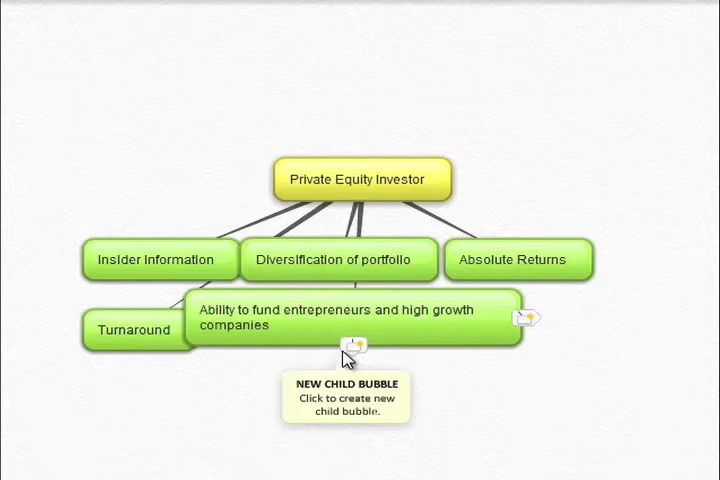 Private Equity Investor
Insider Information
Diversification of portfolio
Absolute Returns
Ability to fund entrepreneurs and high growth
companies
Turnaround
NEW CHILD BUBBLE
Click to create new
child bubble.